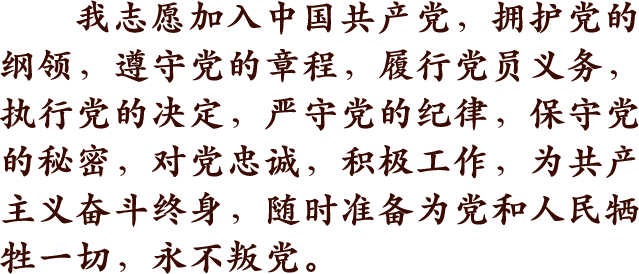 我志愿加入中国共产党，拥护党的
纲领，遵守党的章程，履行党员义务，
执行党的决定，严守党的纪律，保守党
的秘密，对党忠诚，积极工作，为共产
主义奋斗终身，随时准备为党和人民牺
牲一切，永不叛党。